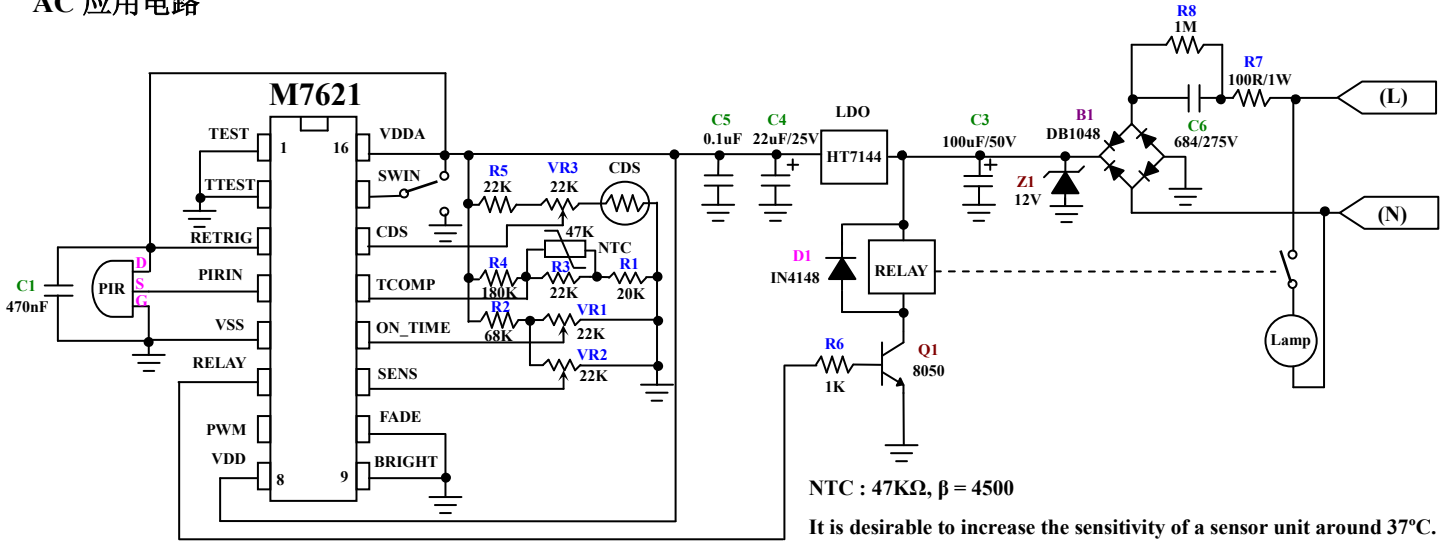 AC 应用电路
M7621
TEST
TTEST
RETRIG
PIRIN
VSS
RELAY
PWM
VDD
1
16
8
9
VDDA
SWIN
CDS
TCOMP
ON_TIME
SENS
FADE
BRIGHT
C1
470nF
PIR
D
S
G
R5
22K
VR3
22K
CDS
47K
NTC
R4
180K
R3
22K
R1
20K
R2
68K
VR1
22K
VR2
22K
C5
0.1uF
C4
22uF/25V
+
LDO
HT7144
C3
100uF/50V
+
Z1
12V
B1
DB1048
R8
1M
R7
100R/1W
C6
684/275V
(L)
(N)
D1
IN4148
RELAY
Lamp
R6
1K
Q1
8050
NTC : 47KΩ, β = 4500
It is desirable to increase the sensitivity of a sensor unit around 37°C.